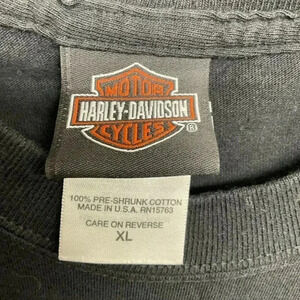 MOTOR
HARLEY-DAVIDSON
CYCLES
®
100% PRE-SHRUNK COTTON
MADE IN U.S.A. RN15763
CARE ON REVERSE
XL